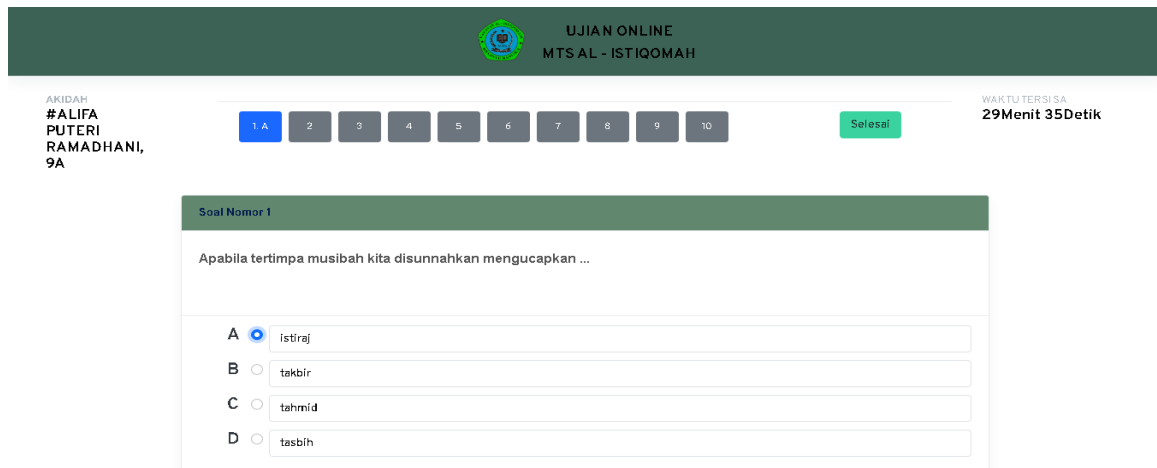 UJIAN ONLINE
MTS AL - ISTIQOMAH
AKIDAH
#ALIFA
PUTERI
RAMADHANI,
9A
1. A 2 3 4 5 6 7 8 9 10
Selesai
WAKTU TERSISA
29Menit 35Detik
Soal Nomor 1
Apabila tertimpa musibah kita disunnahkan mengucapkan ...
A istiraj
B takbir
C tahmid
D tasbih